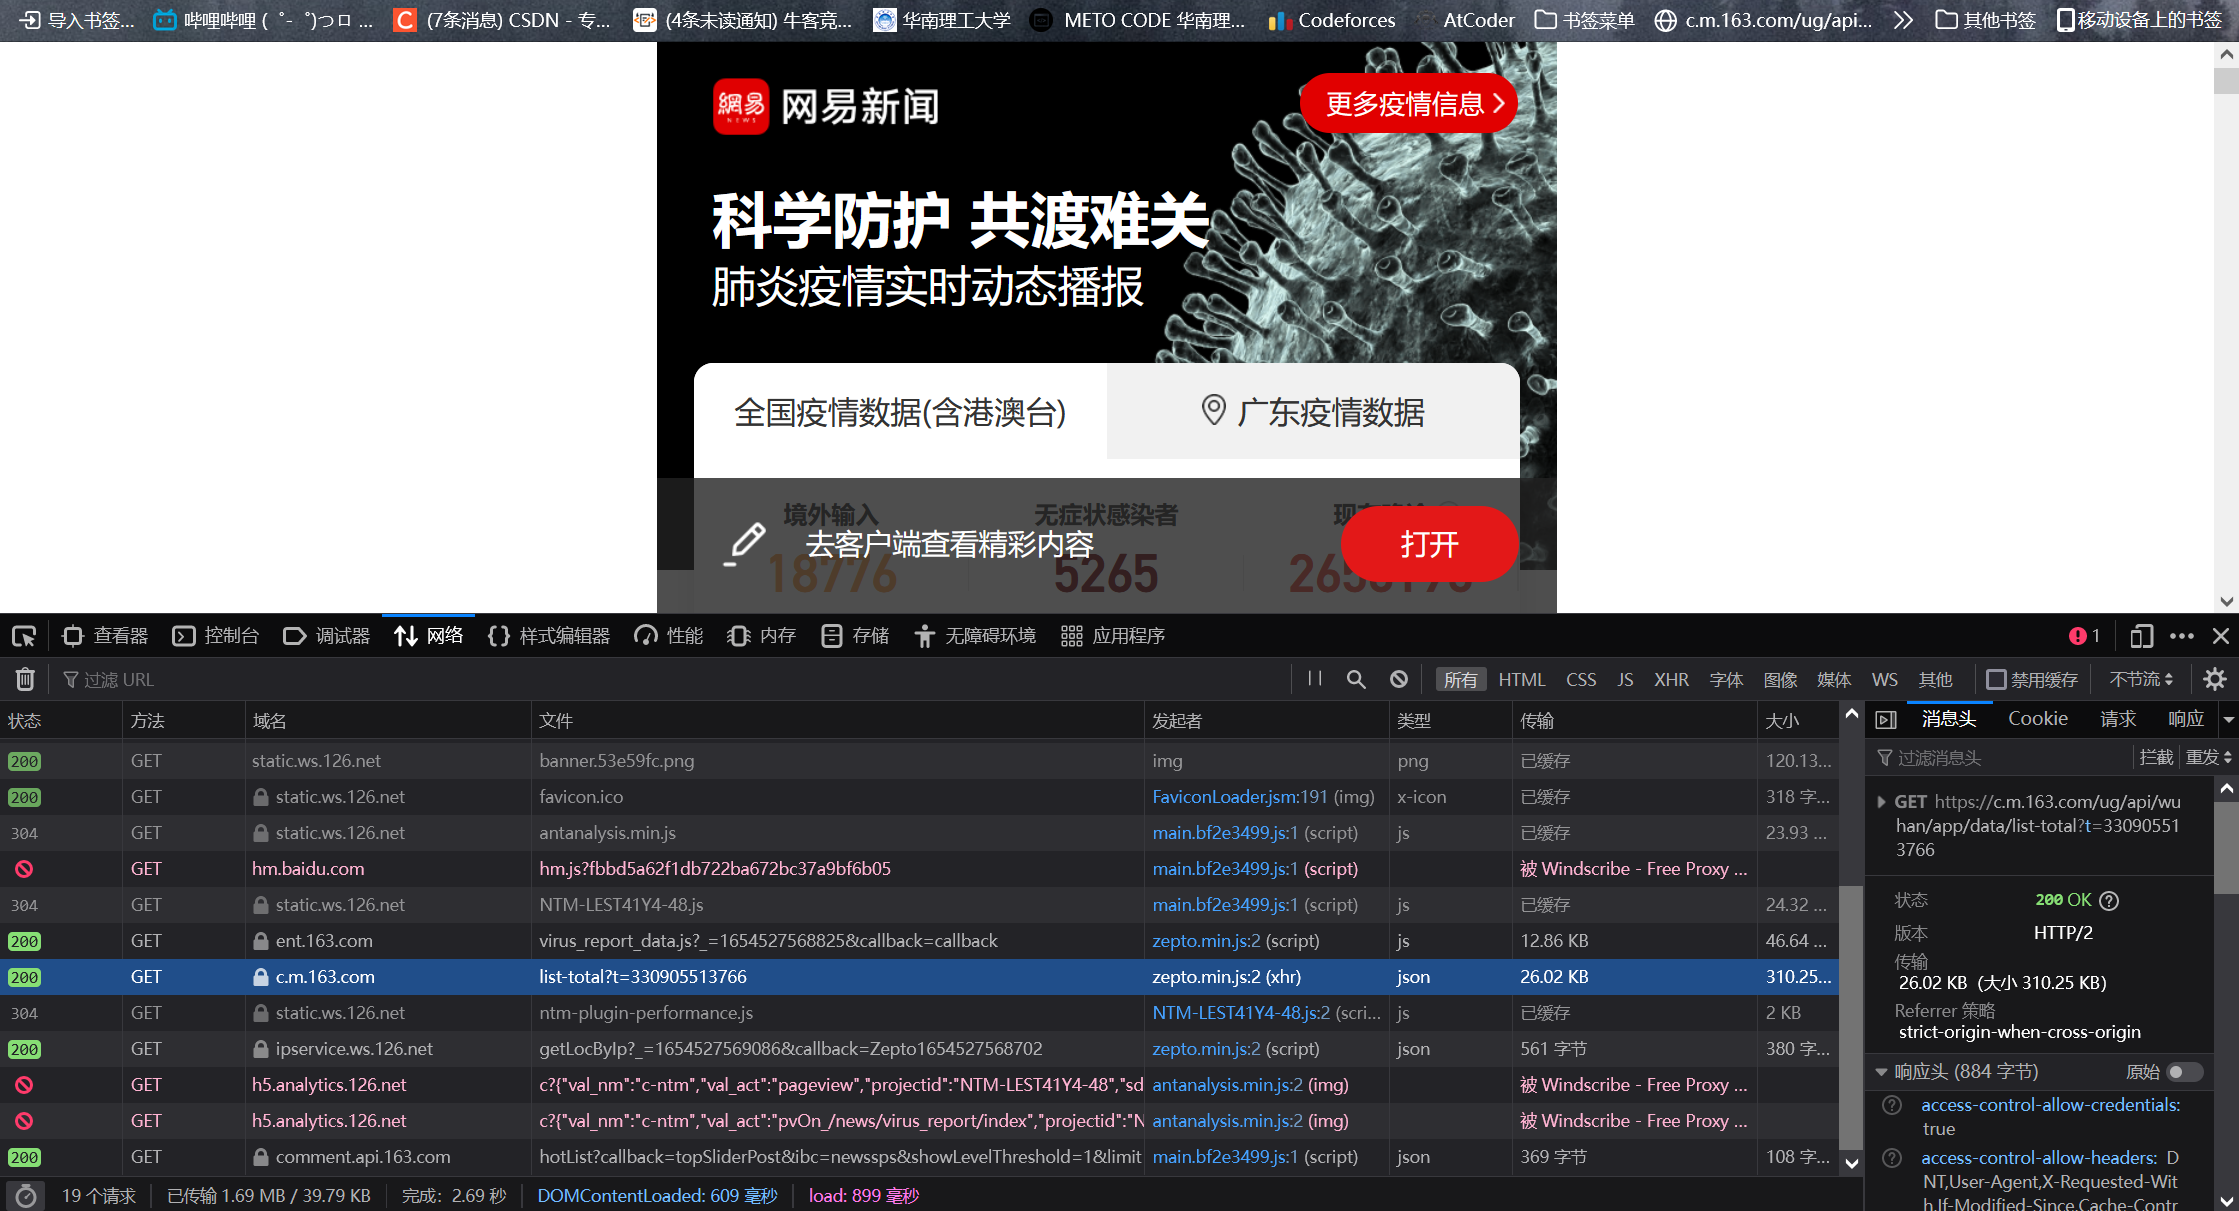 导入书签... 哔哩哔哩 (゜-゜)つロ ... (7条消息) CSDN - 专... (4条未读通知) 牛客竞... 华南理工大学 METO CODE 华南理... Codeforces AtCoder 书签菜单 c.m.163.com/ug/api... 其他书签 移动设备上的书签
網易 NEWS 网易新闻 更多疫情信息
科学防护 共渡难关
肺炎疫情实时动态播报
全国疫情数据(含港澳台) 广东疫情数据
境外输入 无症状感染者
去客户端查看精彩内容 打开
18776 5265
查看器 控制台 调试器 网络 样式编辑器 性能 内存 存储 无障碍环境 应用程序 1
过滤 URL 所有 HTML CSS JS XHR 字体 图像 媒体 WS 其他 禁用缓存 不节流
状态 方法 域名 文件 发起者 类型 传输 大小
200 GET static.ws.126.net banner.53e59fc.png img png 已缓存 120.13...
200 GET static.ws.126.net favicon.ico FaviconLoader.jsm:191 (img) x-icon 已缓存 318 字...
304 GET static.ws.126.net antanalysis.min.js main.bf2e3499.js:1 (script) js 已缓存 23.93 ...
GET hm.baidu.com hm.js?fbbd5a62f1db722ba672bc37a9bf6b05 main.bf2e3499.js:1 (script) 被 Windscribe - Free Proxy ...
304 GET static.ws.126.net NTM-LEST41Y4-48.js main.bf2e3499.js:1 (script) js 已缓存 24.32 ...
200 GET ent.163.com virus_report_data.js?_=1654527568825&callback=callback zepto.min.js:2 (script) js 12.86 KB 46.64 ...
200 GET c.m.163.com list-total?t=330905513766 zepto.min.js:2 (xhr) json 26.02 KB 310.25...
304 GET static.ws.126.net ntm-plugin-performance.js NTM-LEST41Y4-48.js:2 (scri... js 已缓存 2 KB
200 GET ipservice.ws.126.net getLocByIp?_=1654527569086&callback=Zepto1654527568702 zepto.min.js:2 (script) json 561 字节 380 字...
GET h5.analytics.126.net c?{"val_nm":"c-ntm","val_act":"pageview","projectid":"NTM-LEST41Y4-48","sd antanalysis.min.js:2 (img) 被 Windscribe - Free Proxy ...
GET h5.analytics.126.net c?{"val_nm":"c-ntm","val_act":"pvOn_/news/virus_report/index","projectid":"N antanalysis.min.js:2 (img) 被 Windscribe - Free Proxy ...
200 GET comment.api.163.com hotList?callback=topSliderPost&ibc=newssps&showLevelThreshold=1&limit main.bf2e3499.js:1 (script) json 369 字节 108 字...
19 个请求 已传输 1.69 MB / 39.79 KB 完成：2.69 秒 DOMContentLoaded: 609 毫秒 load: 899 毫秒
消息头 Cookie 请求 响应
过滤消息头 拦截 重发
GET https://c.m.163.com/ug/api/wu
han/app/data/list-total?t=33090551
3766
状态 200 OK
版本 HTTP/2
传输
26.02 KB (大小 310.25 KB)
Referrer 策略
strict-origin-when-cross-origin
响应头 (884 字节) 原始
access-control-allow-credentials:
true
access-control-allow-headers: D
NT,User-Agent,X-Requested-Wit
h,If-Modified-Since,Cache-Contr